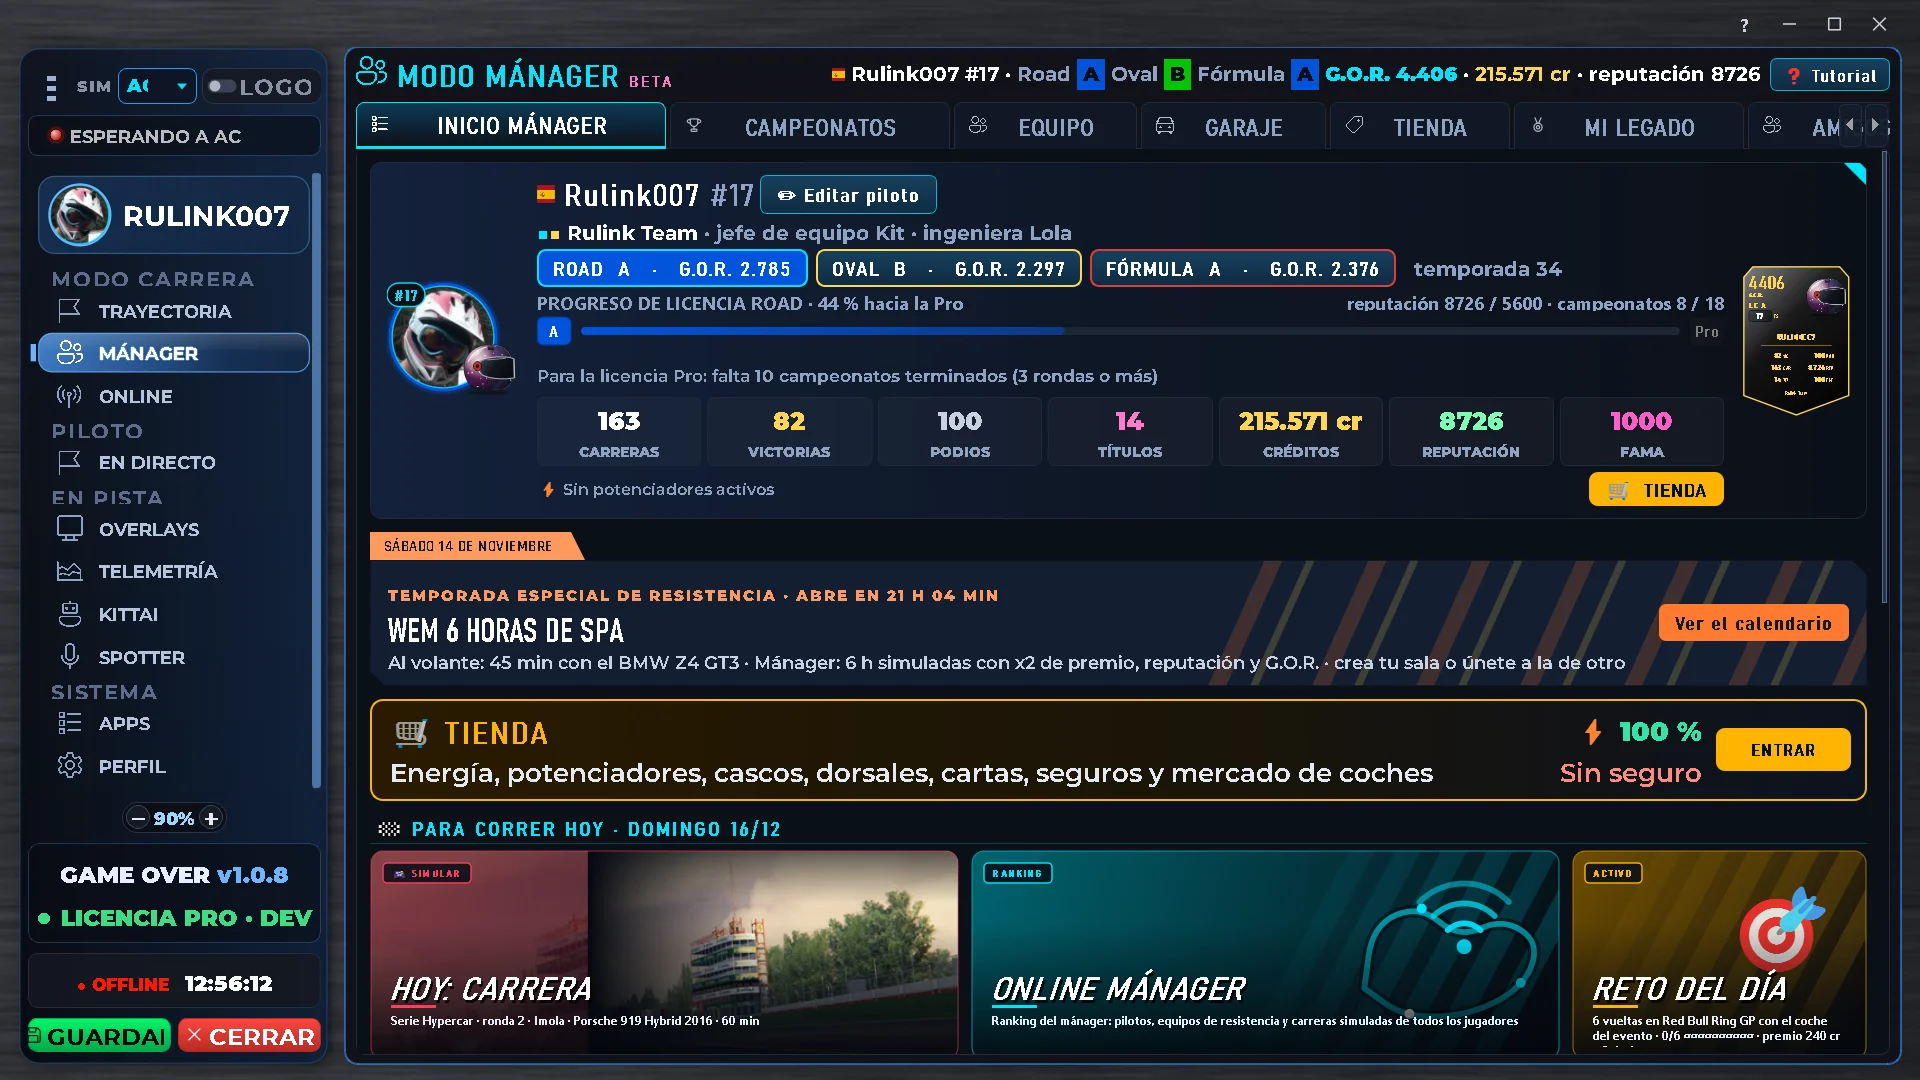 ?
SIM AC LOGO
ESPERANDO A AC
RULINK007
MODO CARRERA
TRAYECTORIA
MÁNAGER
ONLINE
PILOTO
EN DIRECTO
EN PISTA
OVERLAYS
TELEMETRÍA
KITTAI
SPOTTER
SISTEMA
APPS
PERFIL
90%
GAME OVER v1.0.8
LICENCIA PRO · DEV
OFFLINE 12:56:12
GUARDAI
CERRAR
MODO MÁNAGER BETA
Rulink007 #17 · Road A Oval B Fórmula A G.O.R. 4.406 · 215.571 cr · reputación 8726
? Tutorial
INICIO MÁNAGER
CAMPEONATOS
EQUIPO
GARAJE
TIENDA
MI LEGADO
AM
Rulink007 #17
Editar piloto
Rulink Team · jefe de equipo Kit · ingeniera Lola
ROAD A · G.O.R. 2.785
OVAL B · G.O.R. 2.297
FÓRMULA A · G.O.R. 2.376
temporada 34
#17
PROGRESO DE LICENCIA ROAD · 44 % hacia la Pro
reputación 8726 / 5600 · campeonatos 8 / 18
A
Pro
Para la licencia Pro: falta 10 campeonatos terminados (3 rondas o más)
163 CARRERAS
82 VICTORIAS
100 PODIOS
14 TÍTULOS
215.571 cr CRÉDITOS
8726 REPUTACIÓN
1000 FAMA
Sin potenciadores activos
TIENDA
4406
RULINK007
SÁBADO 14 DE NOVIEMBRE
TEMPORADA ESPECIAL DE RESISTENCIA · ABRE EN 21 H 04 MIN
WEM 6 HORAS DE SPA
Al volante: 45 min con el BMW Z4 GT3 · Mánager: 6 h simuladas con x2 de premio, reputación y G.O.R. · crea tu sala o únete a la de otro
Ver el calendario
TIENDA
Energía, potenciadores, cascos, dorsales, cartas, seguros y mercado de coches
100 %
Sin seguro
ENTRAR
PARA CORRER HOY · DOMINGO 16/12
SIMULAR
HOY: CARRERA
Serie Hypercar · ronda 2 · Imola · Porsche 919 Hybrid 2016 · 60 min
RANKING
ONLINE MÁNAGER
Ranking del mánager: pilotos, equipos de resistencia y carreras simuladas de todos los jugadores
ACTIVO
RETO DEL DÍA
6 vueltas en Red Bull Ring GP con el coche
del evento · 0/6 · premio 240 cr